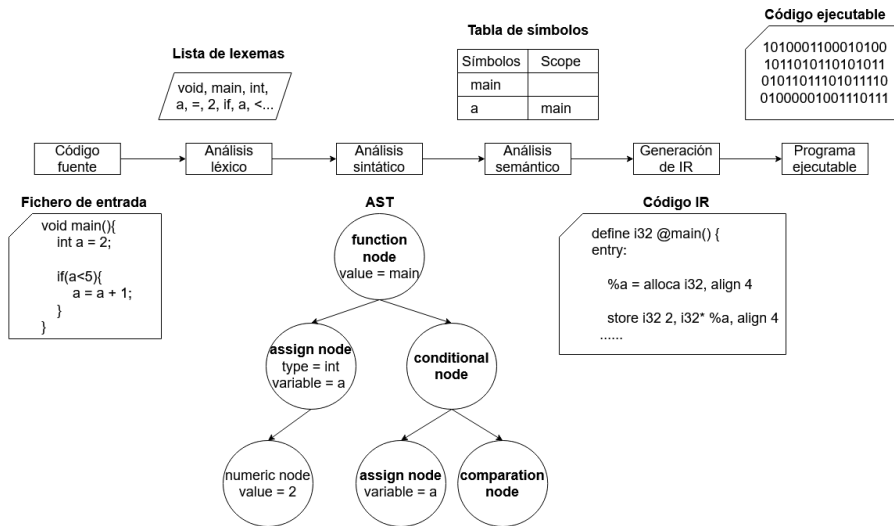 Código ejecutable
1010001100010100
1011010110101011
01011011101011110
01000001001110111
Tabla de símbolos
Símbolos Scope
main
a main
Lista de lexemas
void, main, int,
a, =, 2, if, a, <...
Código
fuente
Análisis
léxico
Análisis
sintático
Análisis
semántico
Generación
de IR
Programa
ejecutable
Fichero de entrada
void main(){
int a = 2;
if(a<5){
a = a + 1;
}
}
AST
function
node
value = main
assign node
type = int
variable = a
conditional
node
numeric node
value = 2
assign node
variable = a
comparation
node
Código IR
define i32 @main() {
entry:
%a = alloca i32, align 4
store i32 2, i32* %a, align 4
......